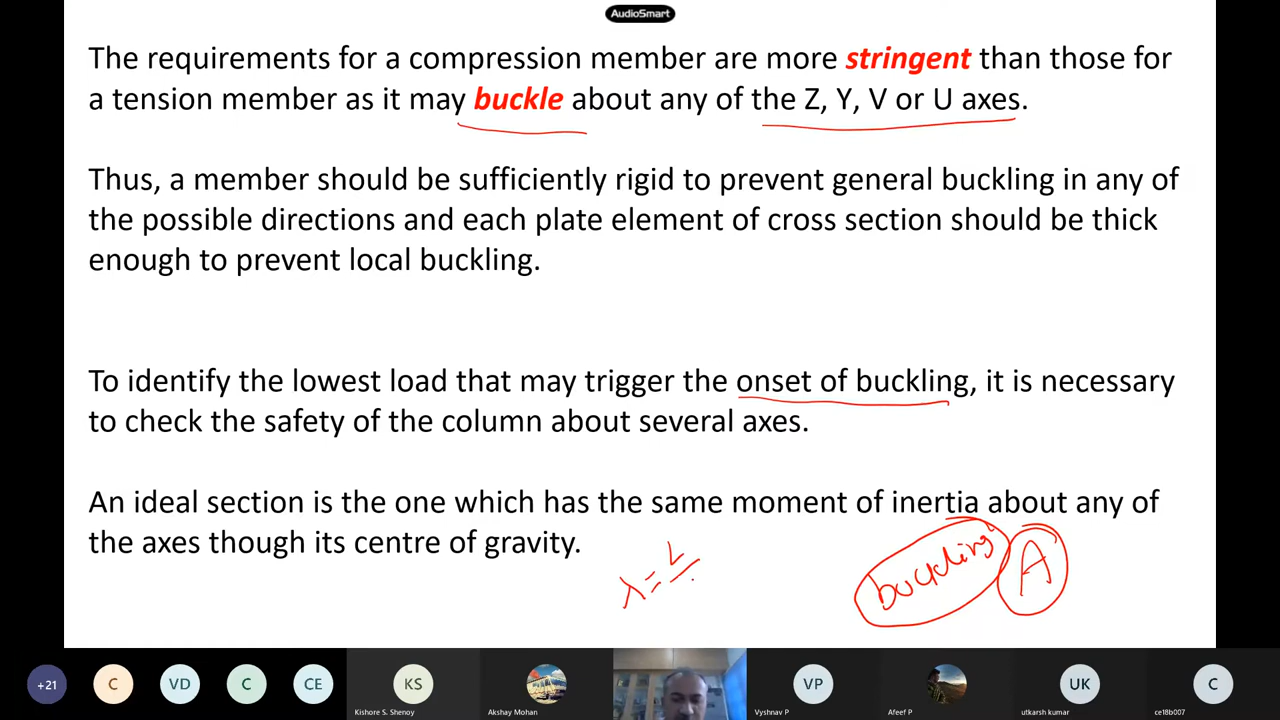 AudioSmart
The requirements for a compression member are more stringent than those for
a tension member as it may buckle about any of the Z, Y, V or U axes.
Thus, a member should be sufficiently rigid to prevent general buckling in any of
the possible directions and each plate element of cross section should be thick
enough to prevent local buckling.
To identify the lowest load that may trigger the onset of buckling, it is necessary
to check the safety of the column about several axes.
An ideal section is the one which has the same moment of inertia about any of
the axes though its centre of gravity.
λ = L
buckling A
+21
C
VD
C
CE
KS
VP
UK
C
Kishore S. Shenoy
Akshay Mohan
Vyshnav P
Afeef P
utkarsh kumar
ce18b007